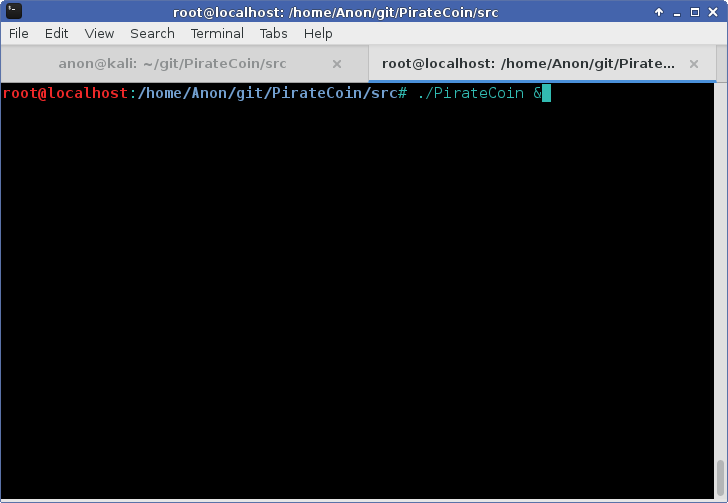 root@localhost: /home/Anon/git/PirateCoin/src
File Edit View Search Terminal Tabs Help
anon@kali: ~/git/PirateCoin/src × root@localhost: /home/Anon/git/Pirate... ×
root@localhost:/home/Anon/git/PirateCoin/src# ./PirateCoin &